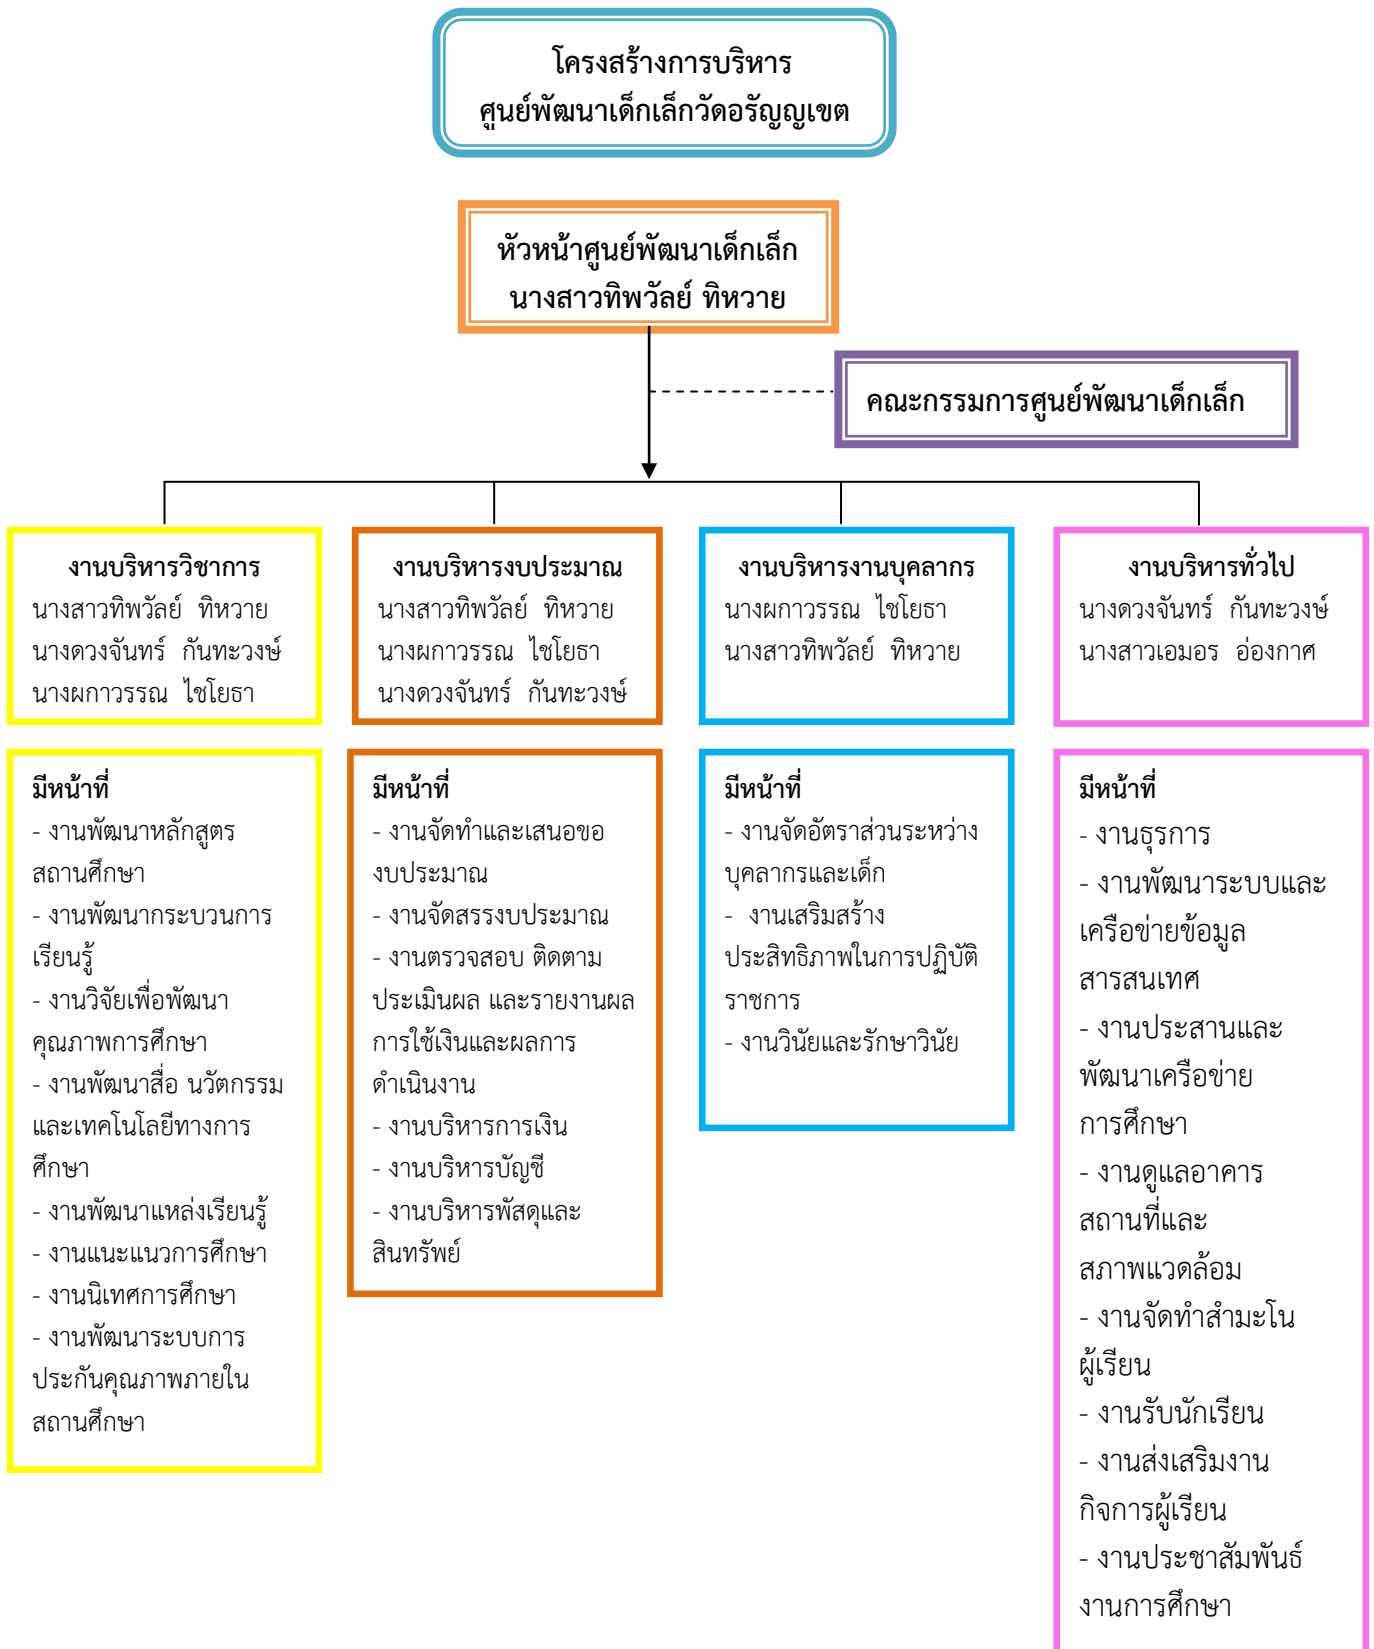 โครงสร้างการบริหาร
ศูนย์พัฒนาเด็กเล็กวัดอรัญญเขต
หัวหน้าศูนย์พัฒนาเด็กเล็ก
นางสาวทิพวัลย์ ทิหวาย
คณะกรรมการศูนย์พัฒนาเด็กเล็ก
งานบริหารวิชาการ
นางสาวทิพวัลย์ ทิหวาย
นางดวงจันทร์ กันทะวงษ์
นางผกาวรรณ ไชโยธา
งานบริหารงบประมาณ
นางสาวทิพวัลย์ ทิหวาย
นางผกาวรรณ ไชโยธา
นางดวงจันทร์ กันทะวงษ์
งานบริหารงานบุคลากร
นางผกาวรรณ ไชโยธา
นางสาวทิพวัลย์ ทิหวาย
งานบริหารทั่วไป
นางดวงจันทร์ กันทะวงษ์
นางสาวเอมอร อ่องกาศ
มีหน้าที่
- งานพัฒนาหลักสูตร
สถานศึกษา
- งานพัฒนากระบวนการ
เรียนรู้
- งานวิจัยเพื่อพัฒนา
คุณภาพการศึกษา
- งานพัฒนาสื่อ นวัตกรรม
และเทคโนโลยีทางการ
ศึกษา
- งานพัฒนาแหล่งเรียนรู้
- งานแนะแนวการศึกษา
- งานนิเทศการศึกษา
- งานพัฒนาระบบการ
ประกันคุณภาพภายใน
สถานศึกษา
มีหน้าที่
- งานจัดทำและเสนอขอ
งบประมาณ
- งานจัดสรรงบประมาณ
- งานตรวจสอบ ติดตาม
ประเมินผล และรายงานผล
การใช้เงินและผลการ
ดำเนินงาน
- งานบริหารการเงิน
- งานบริหารบัญชี
- งานบริหารพัสดุและ
สินทรัพย์
มีหน้าที่
- งานจัดอัตราส่วนระหว่าง
บุคลากรและเด็ก
- งานเสริมสร้าง
ประสิทธิภาพในการปฏิบัติ
ราชการ
- งานวินัยและรักษาวินัย
มีหน้าที่
- งานธุรการ
- งานพัฒนาระบบและ
เครือข่ายข้อมูล
สารสนเทศ
- งานประสานและ
พัฒนาเครือข่าย
การศึกษา
- งานดูแลอาคาร
สถานที่และ
สภาพแวดล้อม
- งานจัดทำสำมะโน
ผู้เรียน
- งานรับนักเรียน
- งานส่งเสริมงาน
กิจการผู้เรียน
- งานประชาสัมพันธ์
งานการศึกษา